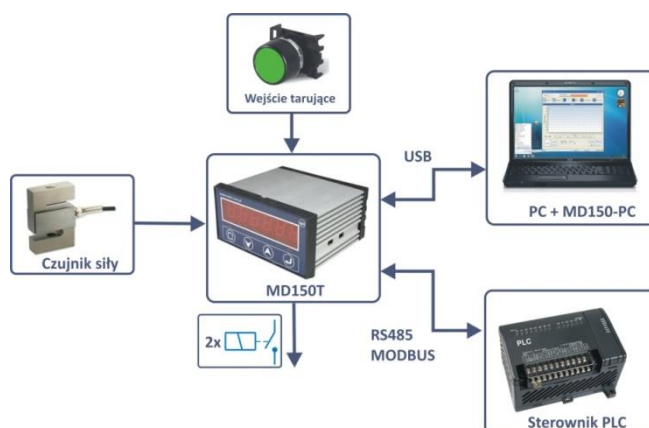 Wejście tarujące
USB
PC + MD150-PC
Czujnik siły
MD150T
2x
RS485
MODBUS
PLC
Sterownik PLC